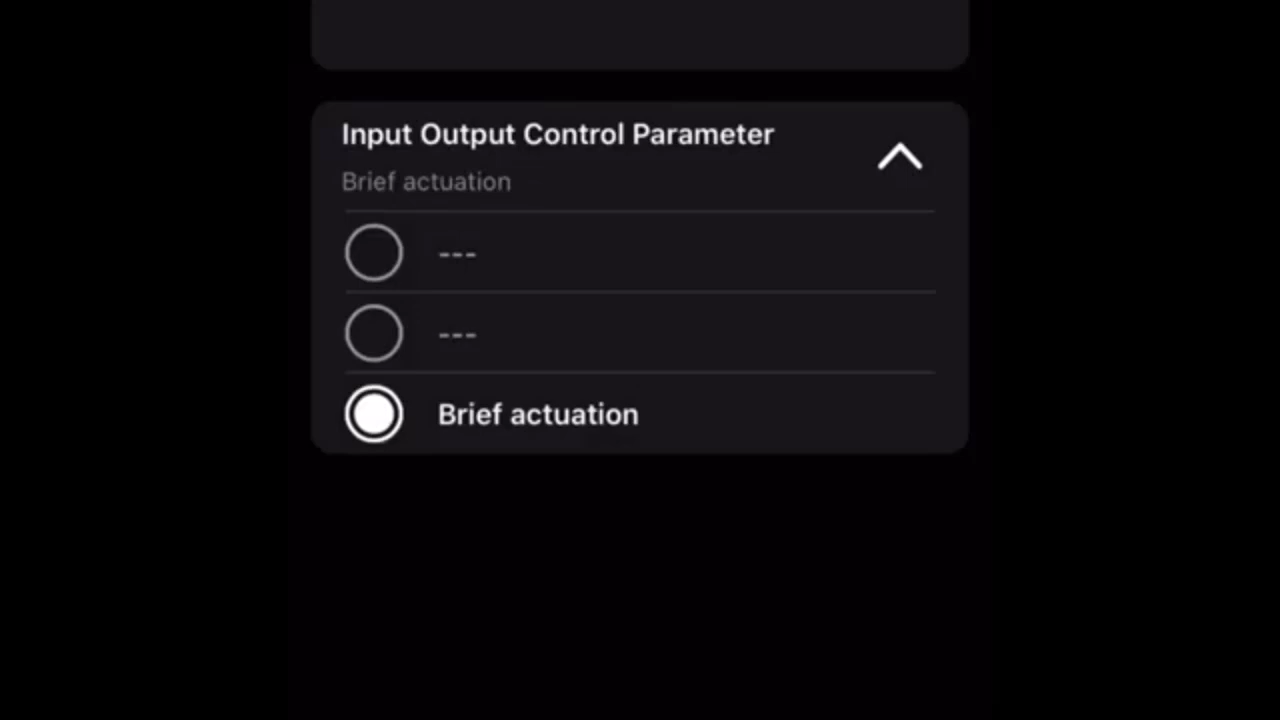 Input Output Control Parameter
Brief actuation
---
---
Brief actuation